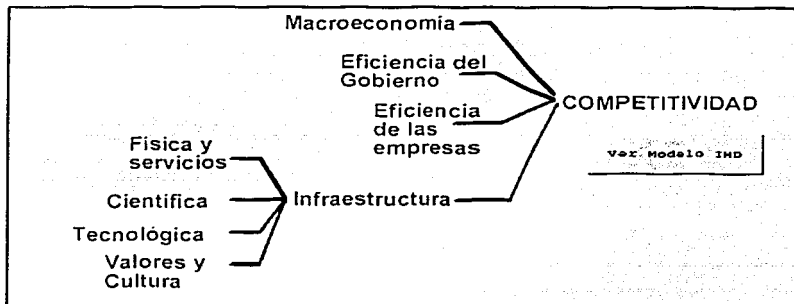 Macroeconomía
Eficiencia del
Gobierno
COMPETITIVIDAD
Eficiencia
de las
empresas
Ver Modelo IMD
Física y
servicios
Infraestructura
Científica
Tecnológica
Valores y
Cultura